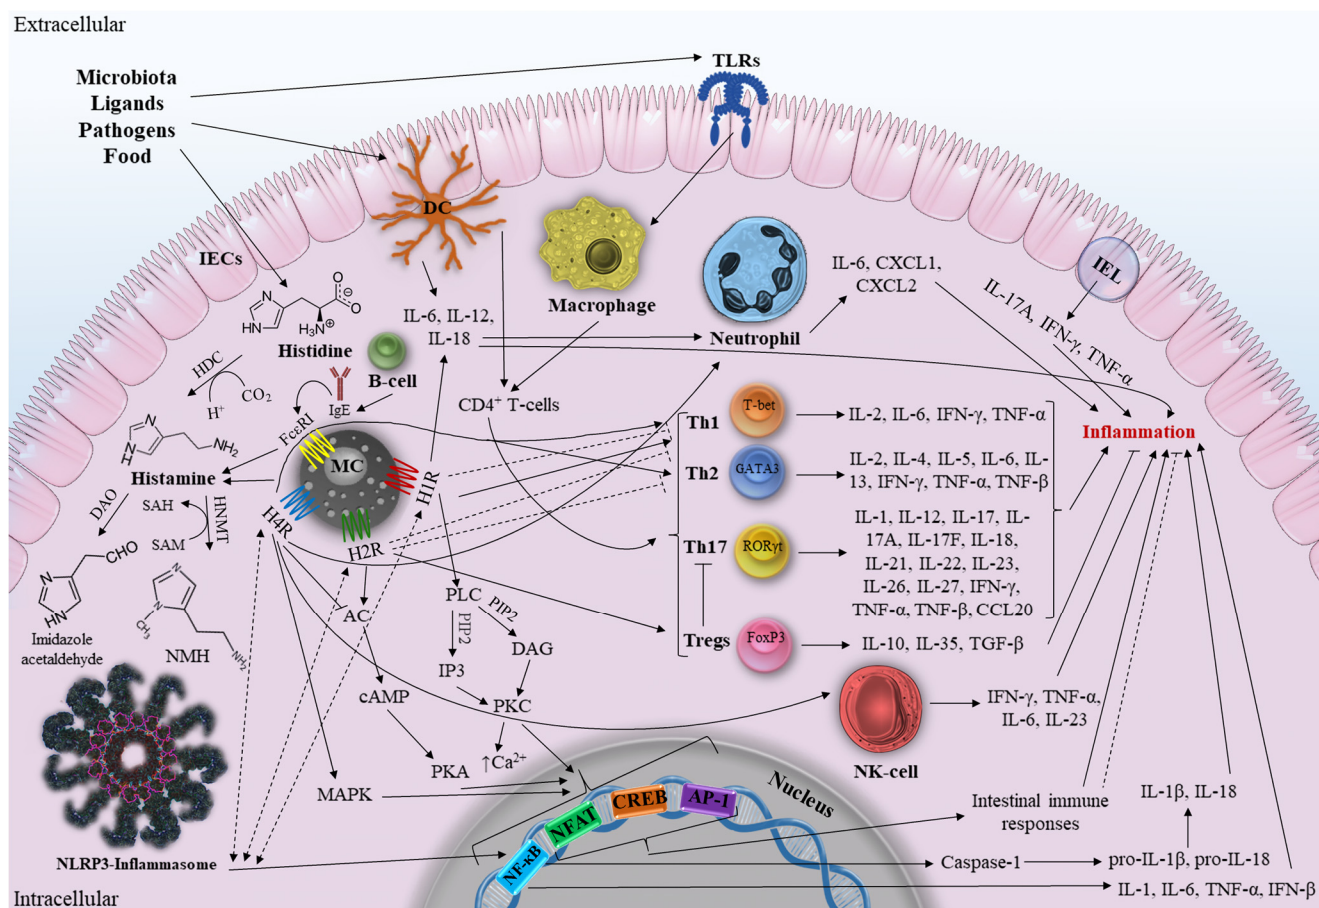 Extracellular
Microbiota
Ligands
Pathogens
Food
TLRs
DC
IECs
Macrophage
Neutrophil
IL-6, CXCL1,
CXCL2
IEL
IL-17A, IFN-γ, TNF-α
O
⊖
O
N
HN
H₃N⊕
Histidine
IL-6, IL-12,
IL-18
B-cell
HDC
H⁺
CO₂
IgE
FcεRI
CD4⁺ T-cells
N
N
H
NH₂
Histamine
MC
H1R
H4R
H2R
DAO
SAH
SAM
HNMT
CHO
N
HN
Imidazole
acetaldehyde
N
N
CH₃
NH₂
NMH
Th1
T-bet
IL-2, IL-6, IFN-γ, TNF-α
Th2
GATA3
IL-2, IL-4, IL-5, IL-6, IL-
13, IFN-γ, TNF-α, TNF-β
Th17
RORγt
IL-1, IL-12, IL-17, IL-
17A, IL-17F, IL-18,
IL-21, IL-22, IL-23,
IL-26, IL-27, IFN-γ,
TNF-α, TNF-β, CCL20
Tregs
FoxP3
IL-10, IL-35, TGF-β
Inflammation
AC
PLC
PIP2
PIP2
DAG
IP3
cAMP
PKC
PKA
↑Ca²⁺
MAPK
NK-cell
IFN-γ, TNF-α,
IL-6, IL-23
NLRP3-Inflammasome
NF-κB
NFAT
CREB
AP-1
Nucleus
Intestinal immune
responses
IL-1β, IL-18
Caspase-1
pro-IL-1β, pro-IL-18
IL-1, IL-6, TNF-α, IFN-β
Intracellular